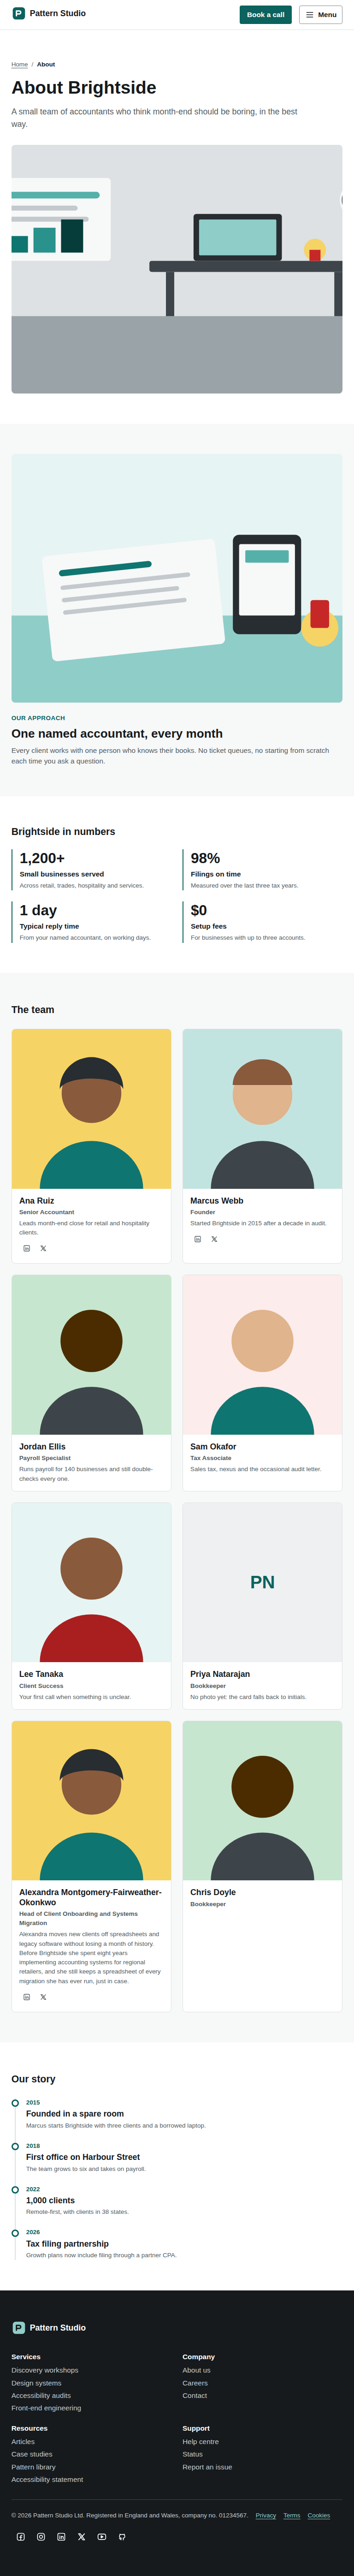 Pattern Studio
Book a call
Menu
Home / About
About Brightside
A small team of accountants who think month-end should be boring, in the best
way.
OUR APPROACH
One named accountant, every month
Every client works with one person who knows their books. No ticket queues, no starting from scratch
each time you ask a question.
Brightside in numbers
1,200+
Small businesses served
Across retail, trades, hospitality and services.
98%
Filings on time
Measured over the last three tax years.
1 day
Typical reply time
From your named accountant, on working days.
$0
Setup fees
For businesses with up to three accounts.
The team
Ana Ruiz
Senior Accountant
Leads month-end close for retail and hospitality
clients.
Marcus Webb
Founder
Started Brightside in 2015 after a decade in audit.
Jordan Ellis
Payroll Specialist
Runs payroll for 140 businesses and still double-
checks every one.
Sam Okafor
Tax Associate
Sales tax, nexus and the occasional audit letter.
Lee Tanaka
Client Success
Your first call when something is unclear.
PN
Priya Natarajan
Bookkeeper
No photo yet: the card falls back to initials.
Alexandra Montgomery-Fairweather-
Okonkwo
Head of Client Onboarding and Systems
Migration
Alexandra moves new clients off spreadsheets and
legacy software without losing a month of history.
Before Brightside she spent eight years
implementing accounting systems for regional
retailers, and she still keeps a spreadsheet of every
migration she has ever run, just in case.
Chris Doyle
Bookkeeper
Our story
2015
Founded in a spare room
Marcus starts Brightside with three clients and a borrowed laptop.
2018
First office on Harbour Street
The team grows to six and takes on payroll.
2022
1,000 clients
Remote-first, with clients in 38 states.
2026
Tax filing partnership
Growth plans now include filing through a partner CPA.
Pattern Studio
Services
Discovery workshops
Design systems
Accessibility audits
Front-end engineering
Company
About us
Careers
Contact
Resources
Articles
Case studies
Pattern library
Accessibility statement
Support
Help centre
Status
Report an issue
© 2026 Pattern Studio Ltd. Registered in England and Wales, company no. 01234567. Privacy Terms Cookies